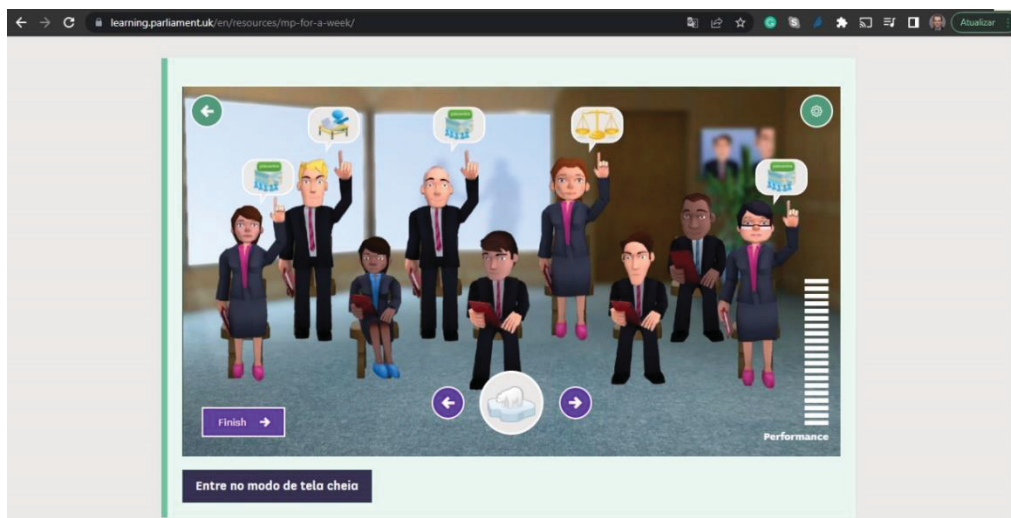 learning.parliament.uk/en/resources/mp-for-a-week/
Atualizar
Finish
Performance
Entre no modo de tela cheia